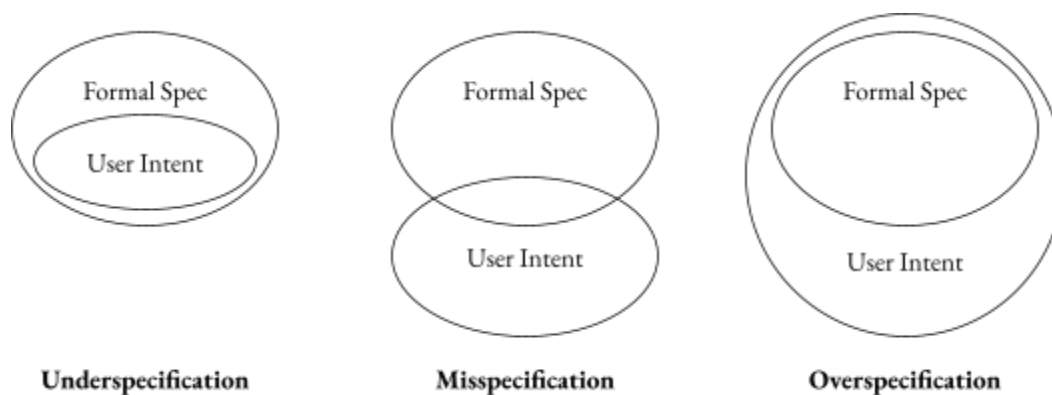 Formal Spec
User Intent
Underspecification
Formal Spec
User Intent
Misspecification
Formal Spec
User Intent
Overspecification